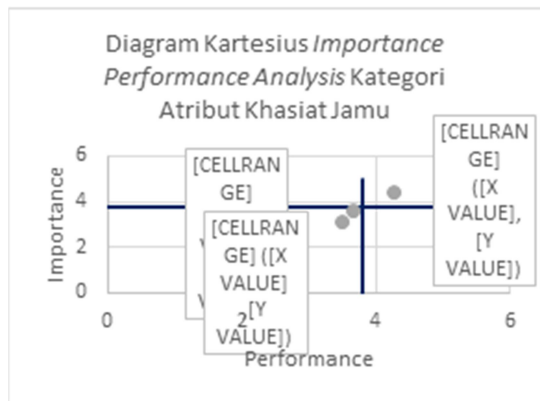 Diagram Kartesius Importance
Performance Analysis Kategori
Atribut Khasiat Jamu
[CELLRAN
GE]
([X
VALUE],
[Y
VALUE])
[CELLRAN
GE]
V
[CELLRAN
GE] ([X
VALUE]
[Y
VALUE])
Importance
6
4
2
0
0
2
4
6
Performance